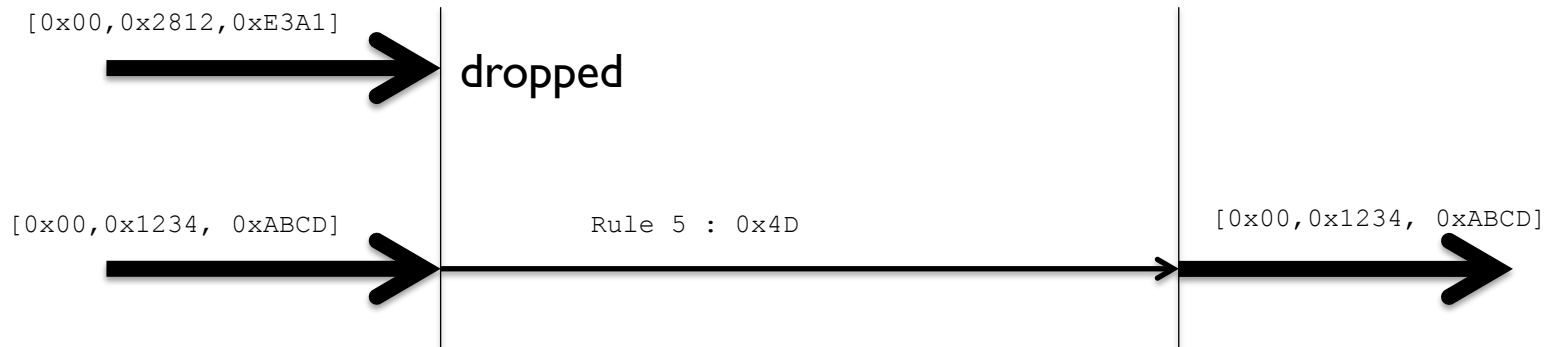 [0x00,0x2812,0xE3A1]
dropped
[0x00,0x1234, 0xABCD]
Rule 5 : 0x4D
[0x00,0x1234, 0xABCD]